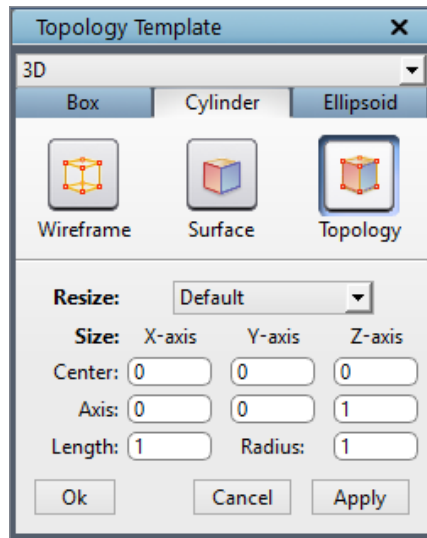 Topology Template
3D
Box Cylinder Ellipsoid
Wireframe Surface Topology
Resize: Default
Size: X-axis Y-axis Z-axis
Center: 0 0 0
Axis: 0 0 1
Length: 1 Radius: 1
Ok Cancel Apply